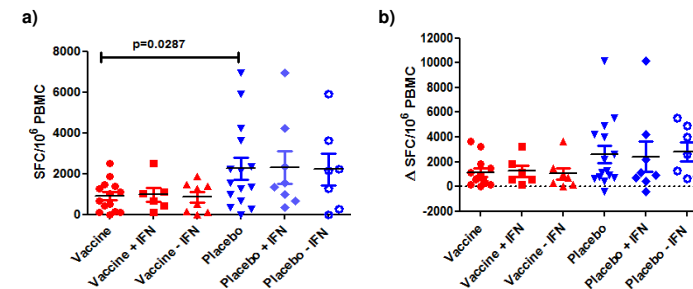 a)
p=0.0287
8000
6000
4000
2000
0
SFC/10⁶ PBMC
Vaccine
Vaccine + IFN
Vaccine - IFN
Placebo
Placebo + IFN
Placebo - IFN
b)
12000
10000
8000
6000
4000
2000
0
-2000
Δ SFC/10⁶ PBMC
Vaccine
Vaccine + IFN
Vaccine - IFN
Placebo
Placebo + IFN
Placebo - IFN